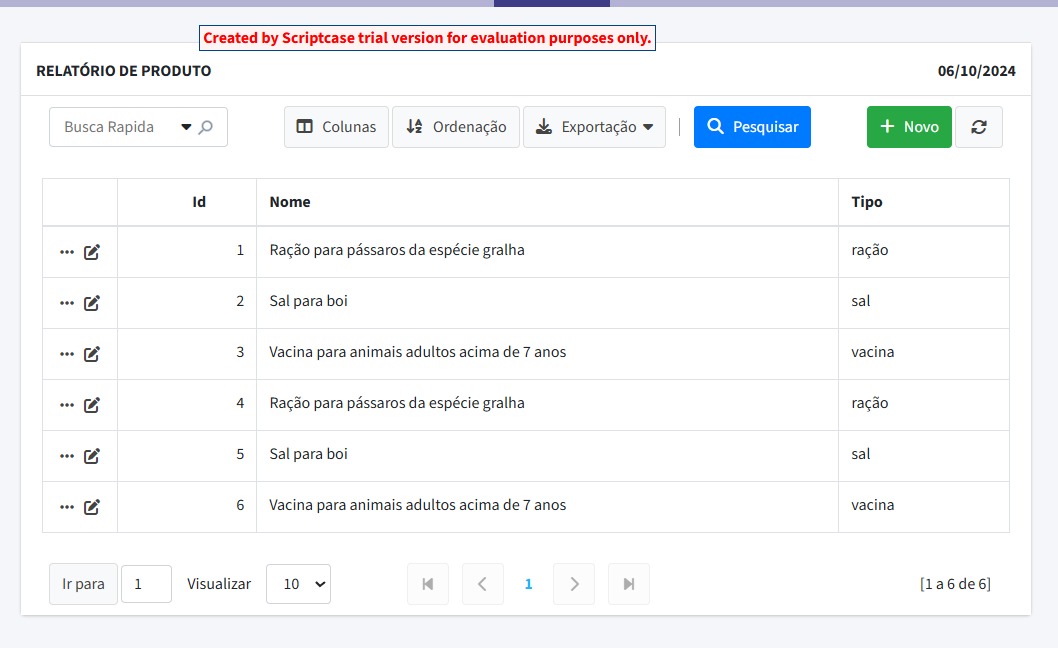 Created by Scriptcase trial version for evaluation purposes only.
RELATÓRIO DE PRODUTO 06/10/2024
Busca Rapida Colunas Ordenação Exportação | Pesquisar + Novo
Id Nome Tipo
1 Ração para pássaros da espécie gralha ração
2 Sal para boi sal
3 Vacina para animais adultos acima de 7 anos vacina
4 Ração para pássaros da espécie gralha ração
5 Sal para boi sal
6 Vacina para animais adultos acima de 7 anos vacina
Ir para 1 Visualizar 10 1 [1 a 6 de 6]